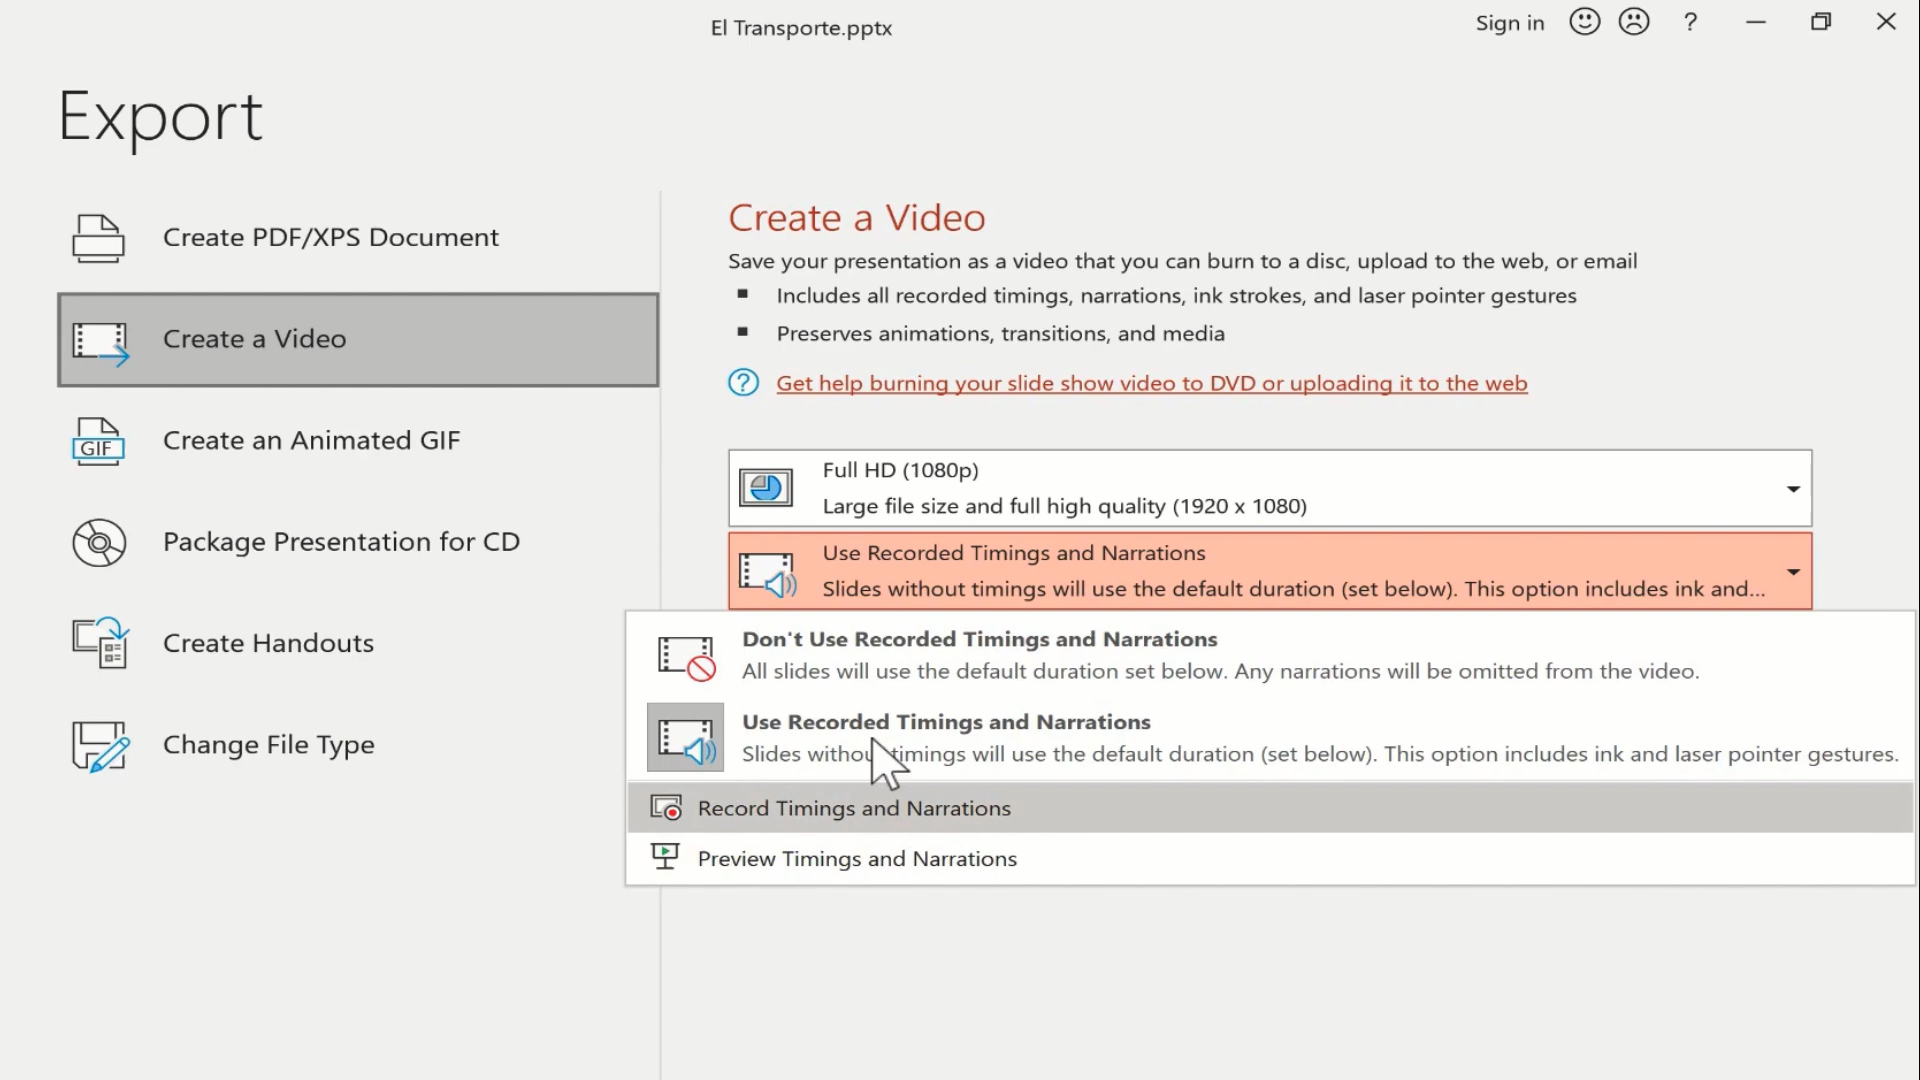 El Transporte.pptx
Sign in
?
Export
Create PDF/XPS Document
Create a Video
GIF
Create an Animated GIF
Package Presentation for CD
Create Handouts
Change File Type
Create a Video
Save your presentation as a video that you can burn to a disc, upload to the web, or email
Includes all recorded timings, narrations, ink strokes, and laser pointer gestures
Preserves animations, transitions, and media
? Get help burning your slide show video to DVD or uploading it to the web
Full HD (1080p)
Large file size and full high quality (1920 x 1080)
Use Recorded Timings and Narrations
Slides without timings will use the default duration (set below). This option includes ink and...
Don't Use Recorded Timings and Narrations
All slides will use the default duration set below. Any narrations will be omitted from the video.
Use Recorded Timings and Narrations
Slides without timings will use the default duration (set below). This option includes ink and laser pointer gestures.
Record Timings and Narrations
Preview Timings and Narrations